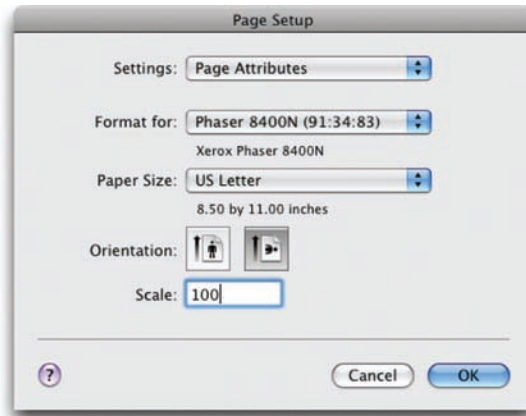 Page Setup
Settings: Page Attributes
Format for: Phaser 8400N (91:34:83)
Xerox Phaser 8400N
Paper Size: US Letter
8.50 by 11.00 inches
Orientation:
Scale: 100
? Cancel OK